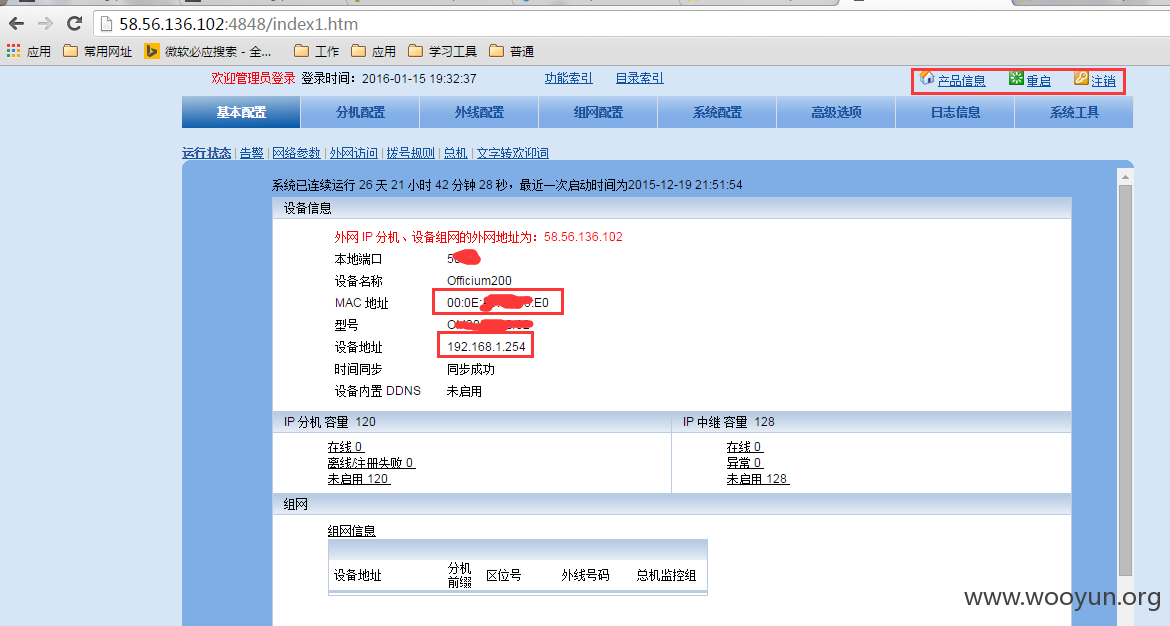 58.56.136.102:4848/index1.htm
应用 常用网址 微软必应搜索 - 全... 工作 应用 学习工具 普通
欢迎管理员登录 登录时间：2016-01-15 19:32:37 功能索引 目录索引 产品信息 重启 注销
基本配置 分机配置 外线配置 组网配置 系统配置 高级选项 日志信息 系统工具
运行状态 | 告警 | 网络参数 | 外网访问 | 拨号规则 | 总机 | 文字转欢迎词
系统已连续运行 26 天 21 小时 42 分钟 28 秒，最近一次启动时间为2015-12-19 21:51:54
设备信息
外网 IP 分机、设备组网的外网地址为：58.56.136.102
本地端口
设备名称 Officium200
MAC 地址 00:0E: :E0
型号
设备地址 192.168.1.254
时间同步 同步成功
设备内置 DDNS 未启用
IP 分机 容量 120 IP 中继 容量 128
在线 0 在线 0
离线/注册失败 0 异常 0
未启用 120 未启用 128
组网
组网信息
设备地址 分机前缀 区位号 外线号码 总机监控组
www.wooyun.org